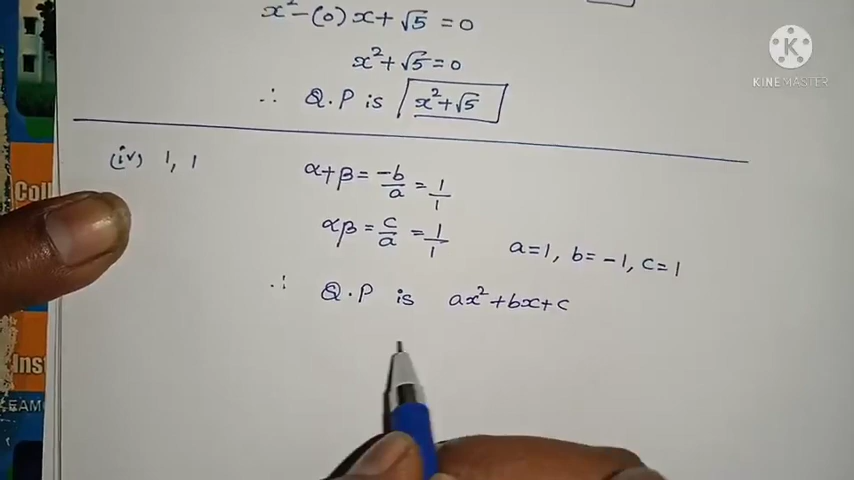 x² - (0) x + √5 = 0
x² + √5 = 0
∴ Q.P is x² + √5
KINEMASTER
(iv) 1, 1
α+β = -b/a = 1/1
αβ = c/a = 1/1
a=1, b= -1, c= 1
∴ Q.P is ax² + bx + c